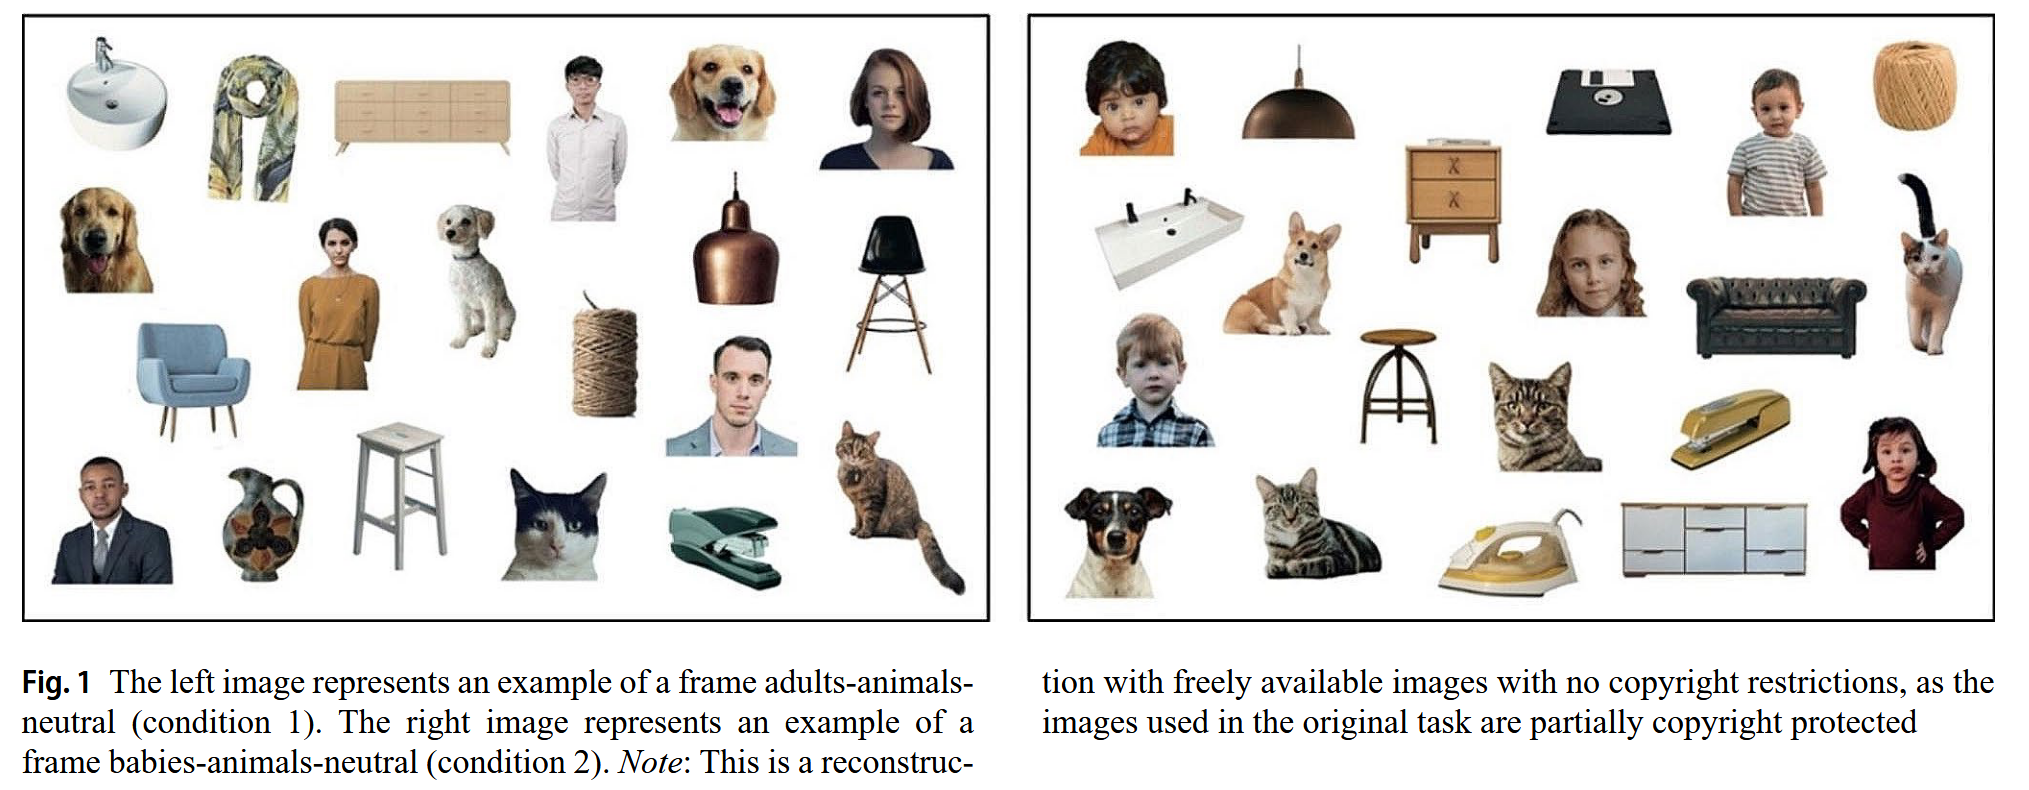 Fig. 1 The left image represents an example of a frame adults-animals-
neutral (condition 1). The right image represents an example of a
frame babies-animals-neutral (condition 2). Note: This is a reconstruc-
tion with freely available images with no copyright restrictions, as the
images used in the original task are partially copyright protected